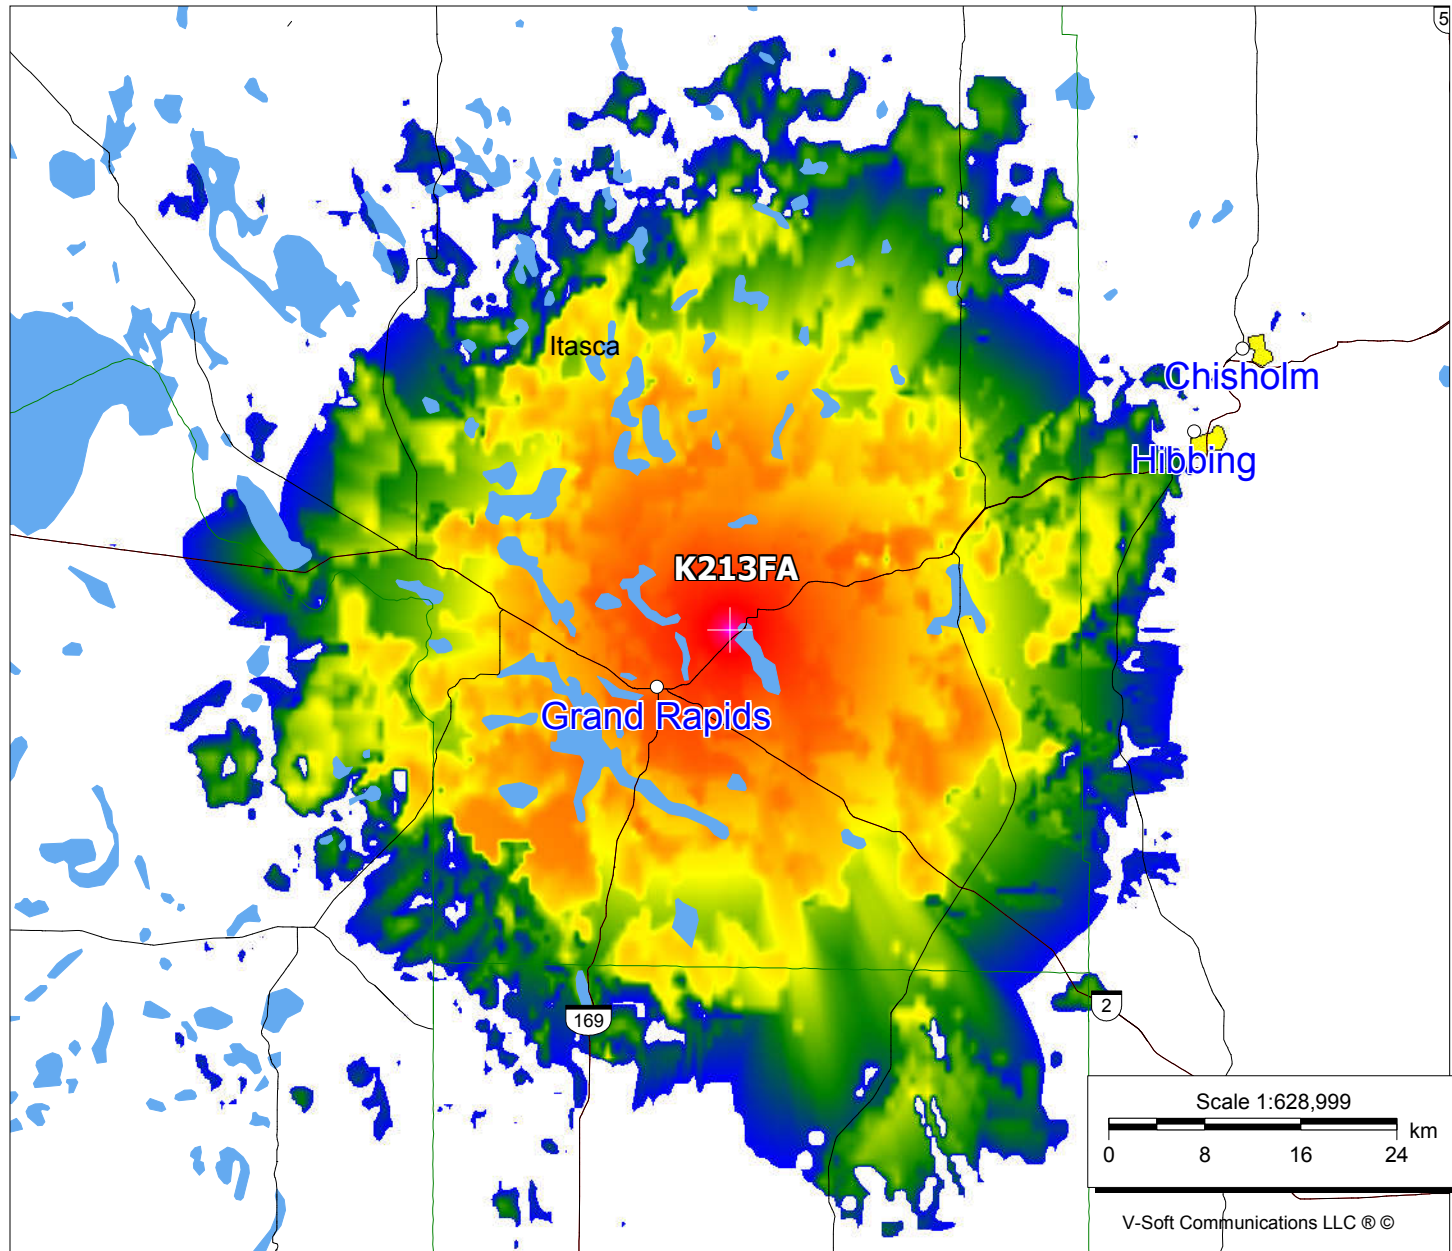 5
Itasca
Chisholm
Hibbing
K213FA
Grand Rapids
169
2
Scale 1:628,999
km
0 8 16 24
V-Soft Communications LLC ® ©